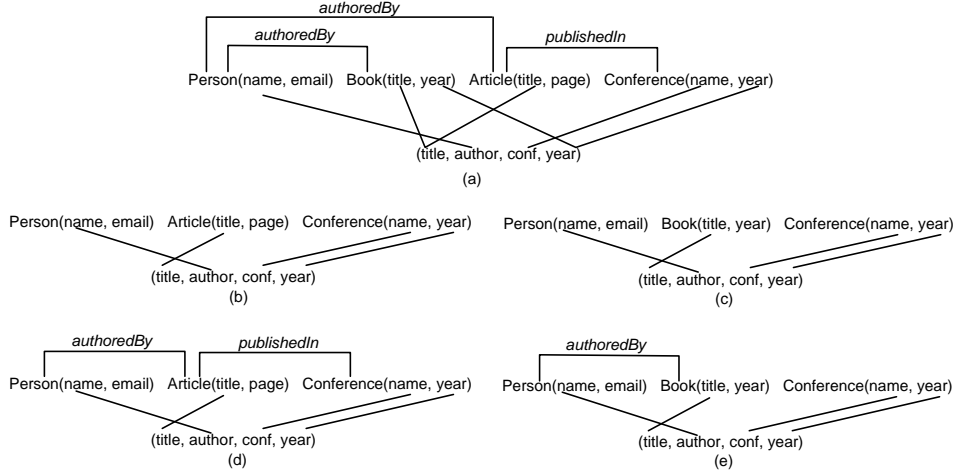 authoredBy
authoredBy publishedIn
Person(name, email) Book(title, year) Article(title, page) Conference(name, year)
(title, author, conf, year)
(a)
Person(name, email) Article(title, page) Conference(name, year)
(title, author, conf, year)
(b)
Person(name, email) Book(title, year) Conference(name, year)
(title, author, conf, year)
(c)
authoredBy publishedIn
Person(name, email) Article(title, page) Conference(name, year)
(title, author, conf, year)
(d)
authoredBy
Person(name, email) Book(title, year) Conference(name, year)
(title, author, conf, year)
(e)